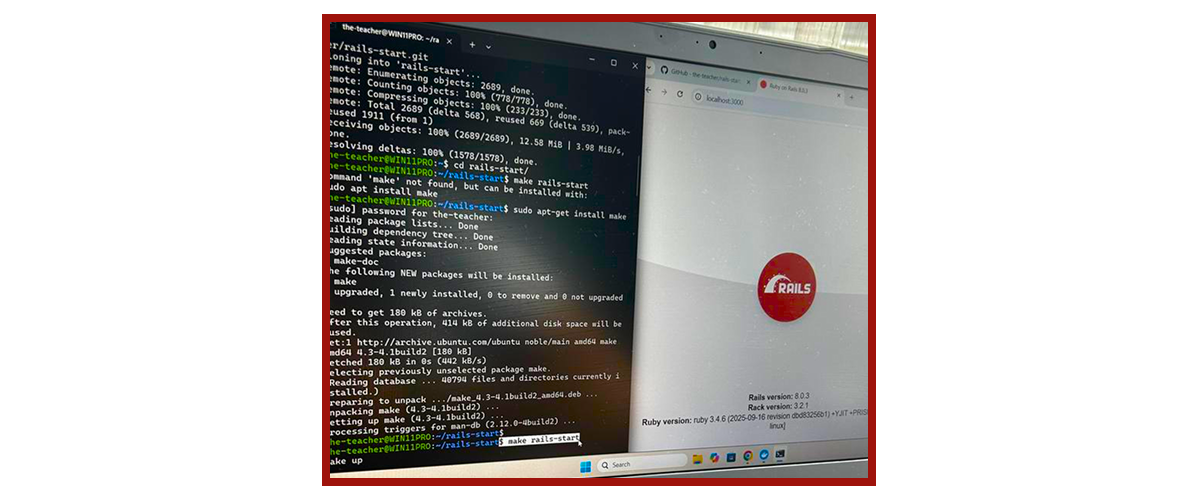 the-teacher@WIN11PRO: ~/ra
er/rails-start.git
loning into 'rails-start'...
emote: Enumerating objects: 2689, done.
emote: Counting objects: 100% (778/778), done.
emote: Compressing objects: 100% (233/233), done.
emote: Total 2689 (delta 568), reused 669 (delta 539), pack-
eused 1911 (from 1)
eceiving objects: 100% (2689/2689), 12.58 MiB | 3.98 MiB/s,
one.
esolving deltas: 100% (1578/1578), done.
he-teacher@WIN11PRO:~$ cd rails-start/
he-teacher@WIN11PRO:~/rails-start$ make rails-start
ommand 'make' not found, but can be installed with:
udo apt install make
he-teacher@WIN11PRO:~/rails-start$ sudo apt-get install make
sudo] password for the-teacher:
eading package lists... Done
uilding dependency tree... Done
eading state information... Done
uggested packages:
make-doc
he following NEW packages will be installed:
make
upgraded, 1 newly installed, 0 to remove and 0 not upgraded
eed to get 180 kB of archives.
fter this operation, 414 kB of additional disk space will be
used.
et:1 http://archive.ubuntu.com/ubuntu noble/main amd64 make
md64 4.3-4.1build2 [180 kB]
etched 180 kB in 0s (442 kB/s)
electing previously unselected package make.
Reading database ... 40794 files and directories currently i
stalled.)
reparing to unpack .../make_4.3-4.1build2_amd64.deb ...
npacking make (4.3-4.1build2) ...
etting up make (4.3-4.1build2) ...
rocessing triggers for man-db (2.12.0-4build2) ...
he-teacher@WIN11PRO:~/rails-start$
he-teacher@WIN11PRO:~/rails-start$ make rails-start
ake up
GitHub - the-teacher/rails-start
Ruby on Rails 8.0.3
localhost:3000
RAILS
Rails version: 8.0.3
Rack version: 3.2.1
Ruby version: ruby 3.4.6 (2025-09-16 revision dbd83256b1) +YJIT +PRIS
linux]
Search